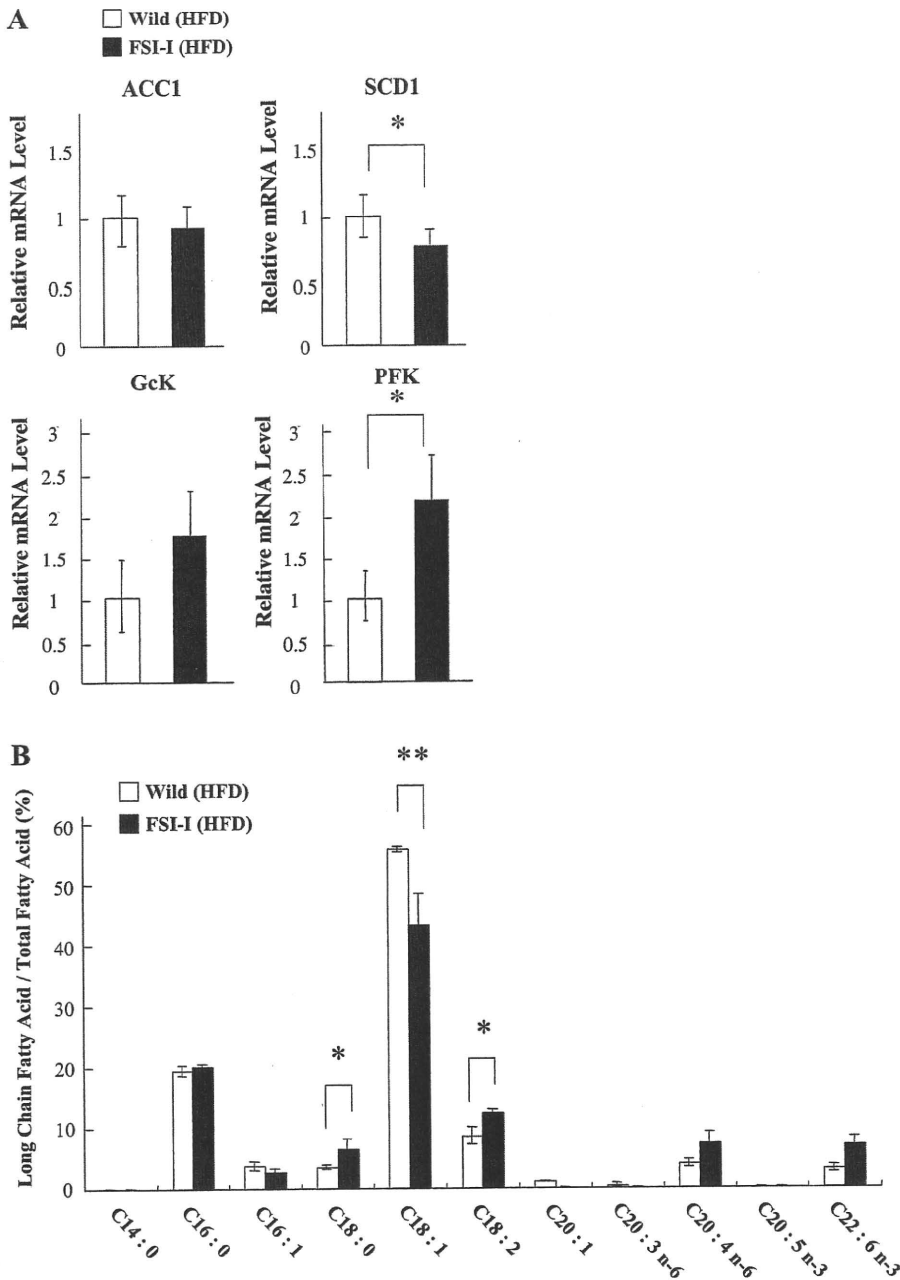 A
Wild (HFD)
FSI-I (HFD)
ACC1
Relative mRNA Level
1.5
1
0.5
0
SCD1
Relative mRNA Level
1.5
1
0.5
0
*
GcK
Relative mRNA Level
3
2.5
2
1.5
1
0.5
0
PFK
*
Relative mRNA Level
3
2.5
2
1.5
1
0.5
0
B
Wild (HFD)
FSI-I (HFD)
Long Chain Fatty Acid / Total Fatty Acid (%)
60
50
40
30
20
10
0
*
**
*
C14 : 0
C16 : 0
C16 : 1
C18 : 0
C18 : 1
C18 : 2
C20 : 1
C20 : 3 n-6
C20 : 4 n-6
C20 : 5 n-3
C22 : 6 n-3